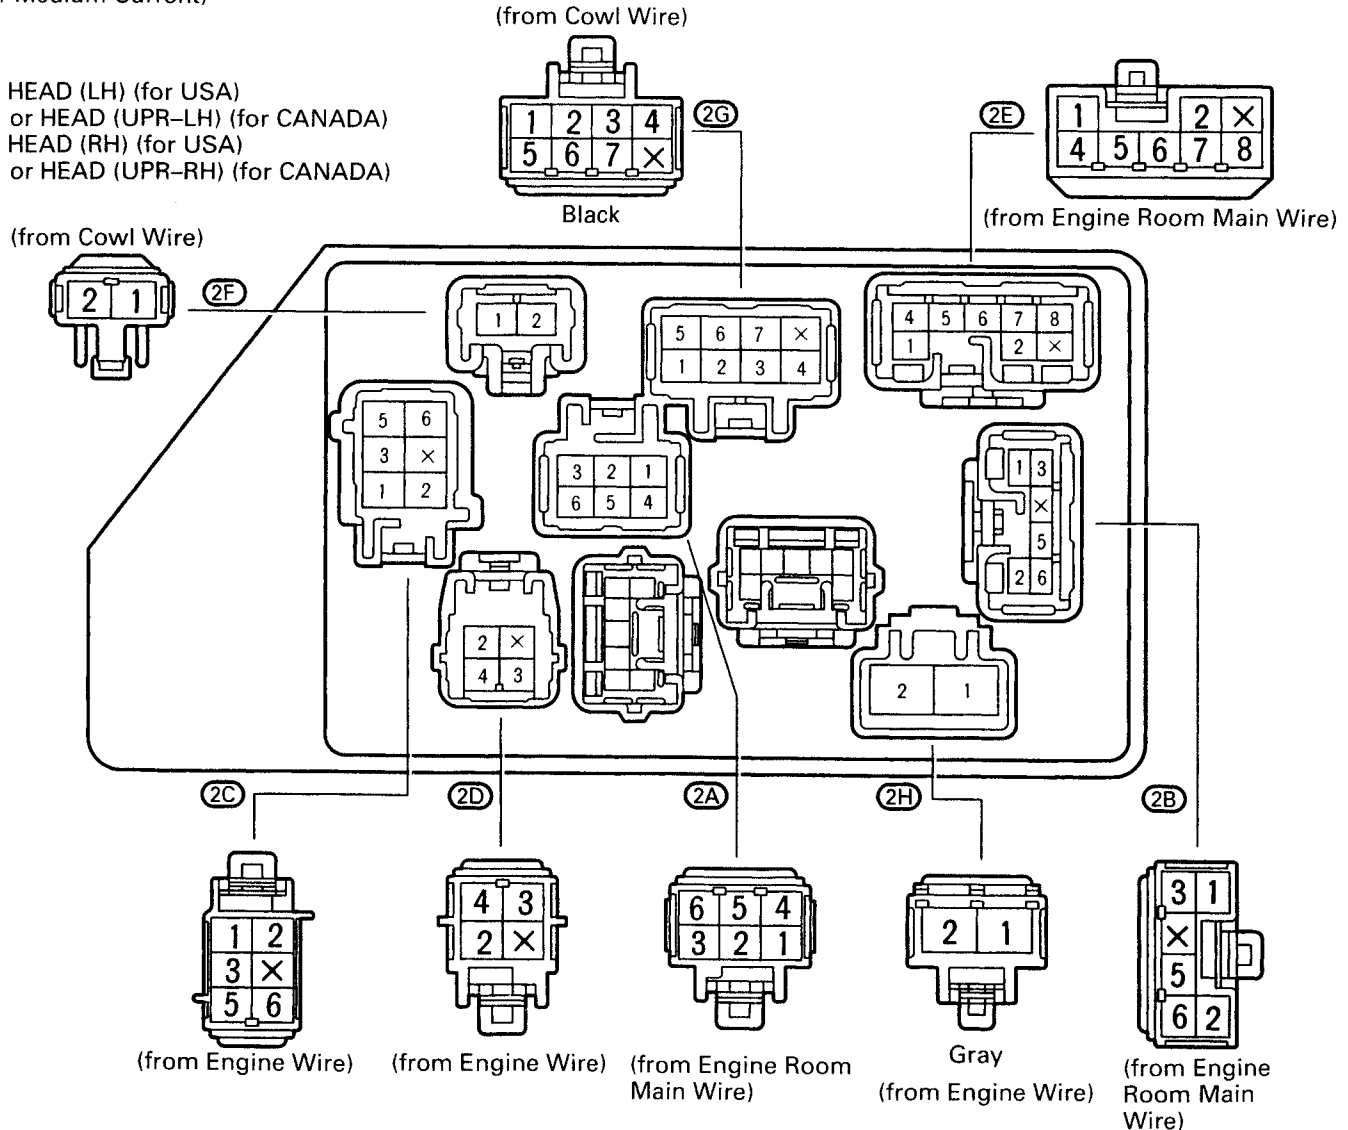 Medium Current)
(from Cowl Wire)
HEAD (LH) (for USA)
or HEAD (UPR–LH) (for CANADA)
HEAD (RH) (for USA)
or HEAD (UPR–RH) (for CANADA)
1 2 3 4
5 6 7 X
2G
Black
2E
1 2 X
4 5 6 7 8
(from Engine Room Main Wire)
(from Cowl Wire)
2 1
2F
1 2
5 6 7 X
1 2 3 4
4 5 6 7 8
1 2 X
5 6
3 X
1 2
3 2 1
6 5 4
1 3
X
5
2 6
2 X
4 3
2 1
2C
2D
2A
2H
2B
1 2
3 X
5 6
(from Engine Wire)
4 3
2 X
(from Engine Wire)
6 5 4
3 2 1
(from Engine Room
Main Wire)
2 1
Gray
(from Engine Wire)
3 1
X
5
6 2
(from Engine
Room Main
Wire)